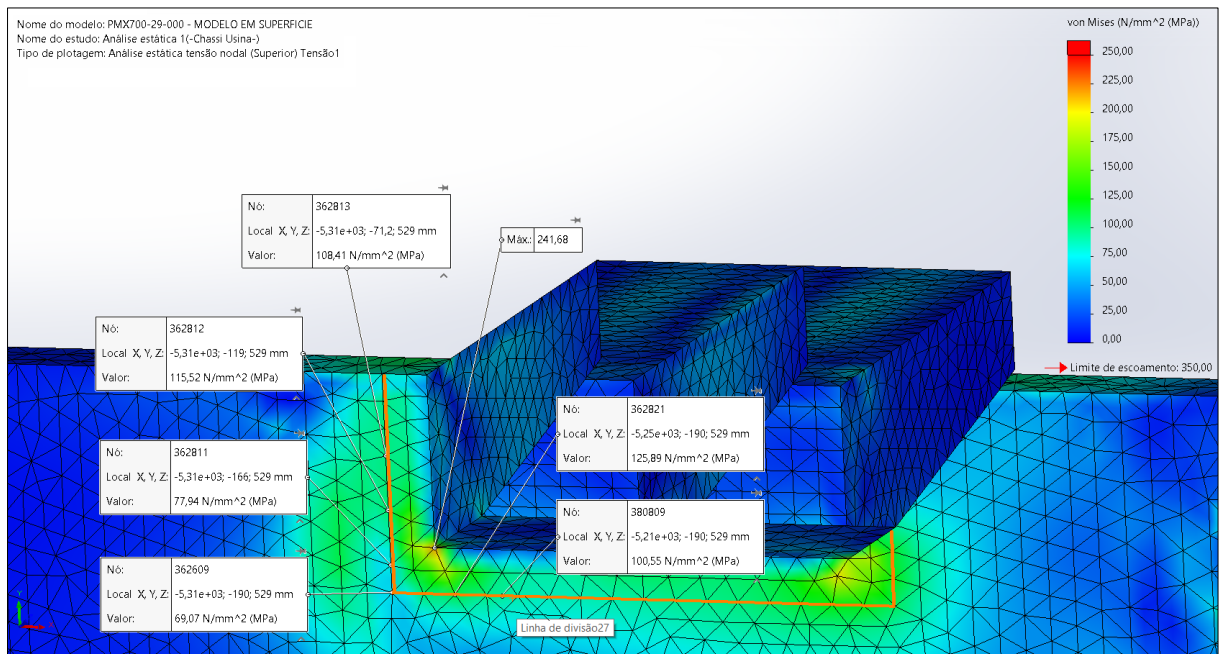 Nome do modelo: PMX700-29-000 - MODELO EM SUPERFICIE
Nome do estudo: Análise estática 1(-Chassi Usina-)
Tipo de plotagem: Análise estática tensão nodal (Superior) Tensão1
von Mises (N/mm^2 (MPa))
250,00
225,00
200,00
175,00
150,00
125,00
100,00
75,00
50,00
25,00
0,00
Limite de escoamento: 350,00
Nó: 362813
Local X, Y, Z: -5,31e+03; -71,2; 529 mm
Valor: 108,41 N/mm^2 (MPa)
Máx.: 241,68
Nó: 362812
Local X, Y, Z: -5,31e+03; -119; 529 mm
Valor: 115,52 N/mm^2 (MPa)
Nó: 362821
Local X, Y, Z: -5,25e+03; -190; 529 mm
Valor: 125,89 N/mm^2 (MPa)
Nó: 362811
Local X, Y, Z: -5,31e+03; -166; 529 mm
Valor: 77,94 N/mm^2 (MPa)
Nó: 380809
Local X, Y, Z: -5,21e+03; -190; 529 mm
Valor: 100,55 N/mm^2 (MPa)
Nó: 362609
Local X, Y, Z: -5,31e+03; -190; 529 mm
Valor: 69,07 N/mm^2 (MPa)
Linha de divisão27